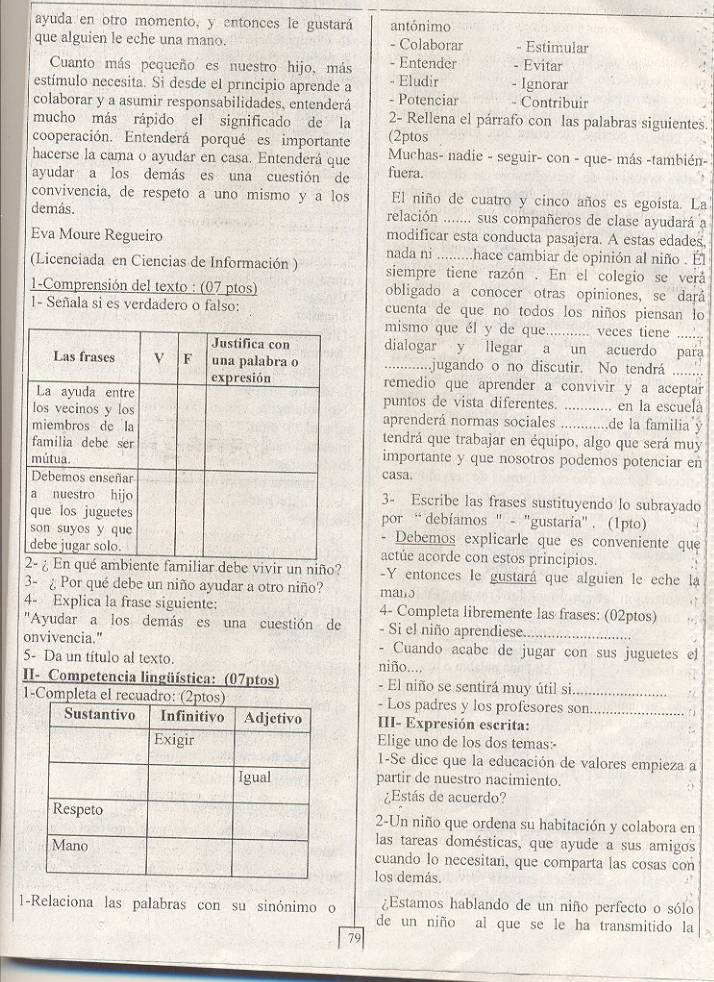 ayuda en otro momento, y entonces le gustará
que alguien le eche una mano.
Cuanto más pequeño es nuestro hijo, más
estímulo necesita. Si desde el principio aprende a
colaborar y a asumir responsabilidades, entenderá
mucho más rápido el significado de la
cooperación. Entenderá porqué es importante
hacerse la cama o ayudar en casa. Entenderá que
ayudar a los demás es una cuestión de
convivencia, de respeto a uno mismo y a los
demás.
Eva Moure Regueiro
(Licenciada en Ciencias de Información )
1-Comprensión del texto : (07 ptos)
1- Señala si es verdadero o falso:
Las frases V F Justifica con
una palabra o
expresión
La ayuda entre
los vecinos y los
miembros de la
familia debe ser
mútua.
Debemos enseñar
a nuestro hijo
que los juguetes
son suyos y que
debe jugar solo.
2- ¿ En qué ambiente familiar debe vivir un niño?
3- ¿ Por qué debe un niño ayudar a otro niño?
4- Explica la frase siguiente:
"Ayudar a los demás es una cuestión de
onvivencia."
5- Da un título al texto.
II- Competencia lingüística: (07ptos)
1-Completa el recuadro: (2ptos)
Sustantivo Infinitivo Adjetivo
Exigir
Igual
Respeto
Mano
1-Relaciona las palabras con su sinónimo o
antónimo
- Colaborar - Estimular
- Entender - Evitar
- Eludir - Ignorar
- Potenciar - Contribuir
2- Rellena el párrafo con las palabras siguientes.
(2ptos
Muchas- nadie - seguir- con - que- más -también-
fuera.
El niño de cuatro y cinco años es egoísta. La
relación ....... sus compañeros de clase ayudará a
modificar esta conducta pasajera. A estas edades,
nada ni .........hace cambiar de opinión al niño . Él
siempre tiene razón . En el colegio se verá
obligado a conocer otras opiniones, se dará
cuenta de que no todos los niños piensan lo
mismo que él y de que........... veces tiene ......
dialogar y llegar a un acuerdo para
............jugando o no discutir. No tendrá .......
remedio que aprender a convivir y a aceptar
puntos de vista diferentes. ............ en la escuela
aprenderá normas sociales ............de la familia y
tendrá que trabajar en équipo, algo que será muy
importante y que nosotros podemos potenciar en
casa.
3- Escribe las frases sustituyendo lo subrayado
por " debíamos " - "gustaría" . (1pto)
- Debemos explicarle que es conveniente que
actúe acorde con estos principios.
-Y entonces le gustará que alguien le eche la
mano
4- Completa libremente las frases: (02ptos)
- Si el niño aprendiese......................
- Cuando acabe de jugar con sus juguetes el
niño....
- El niño se sentirá muy útil si....................
- Los padres y los profesores son....................
III- Expresión escrita:
Elige uno de los dos temas:-
1-Se dice que la educación de valores empieza a
partir de nuestro nacimiento.
¿Estás de acuerdo?
2-Un niño que ordena su habitación y colabora en
las tareas domésticas, que ayude a sus amigos
cuando lo necesitan, que comparta las cosas con
los demás.
¿Estamos hablando de un niño perfecto o sólo
de un niño al que se le ha transmitido la
79